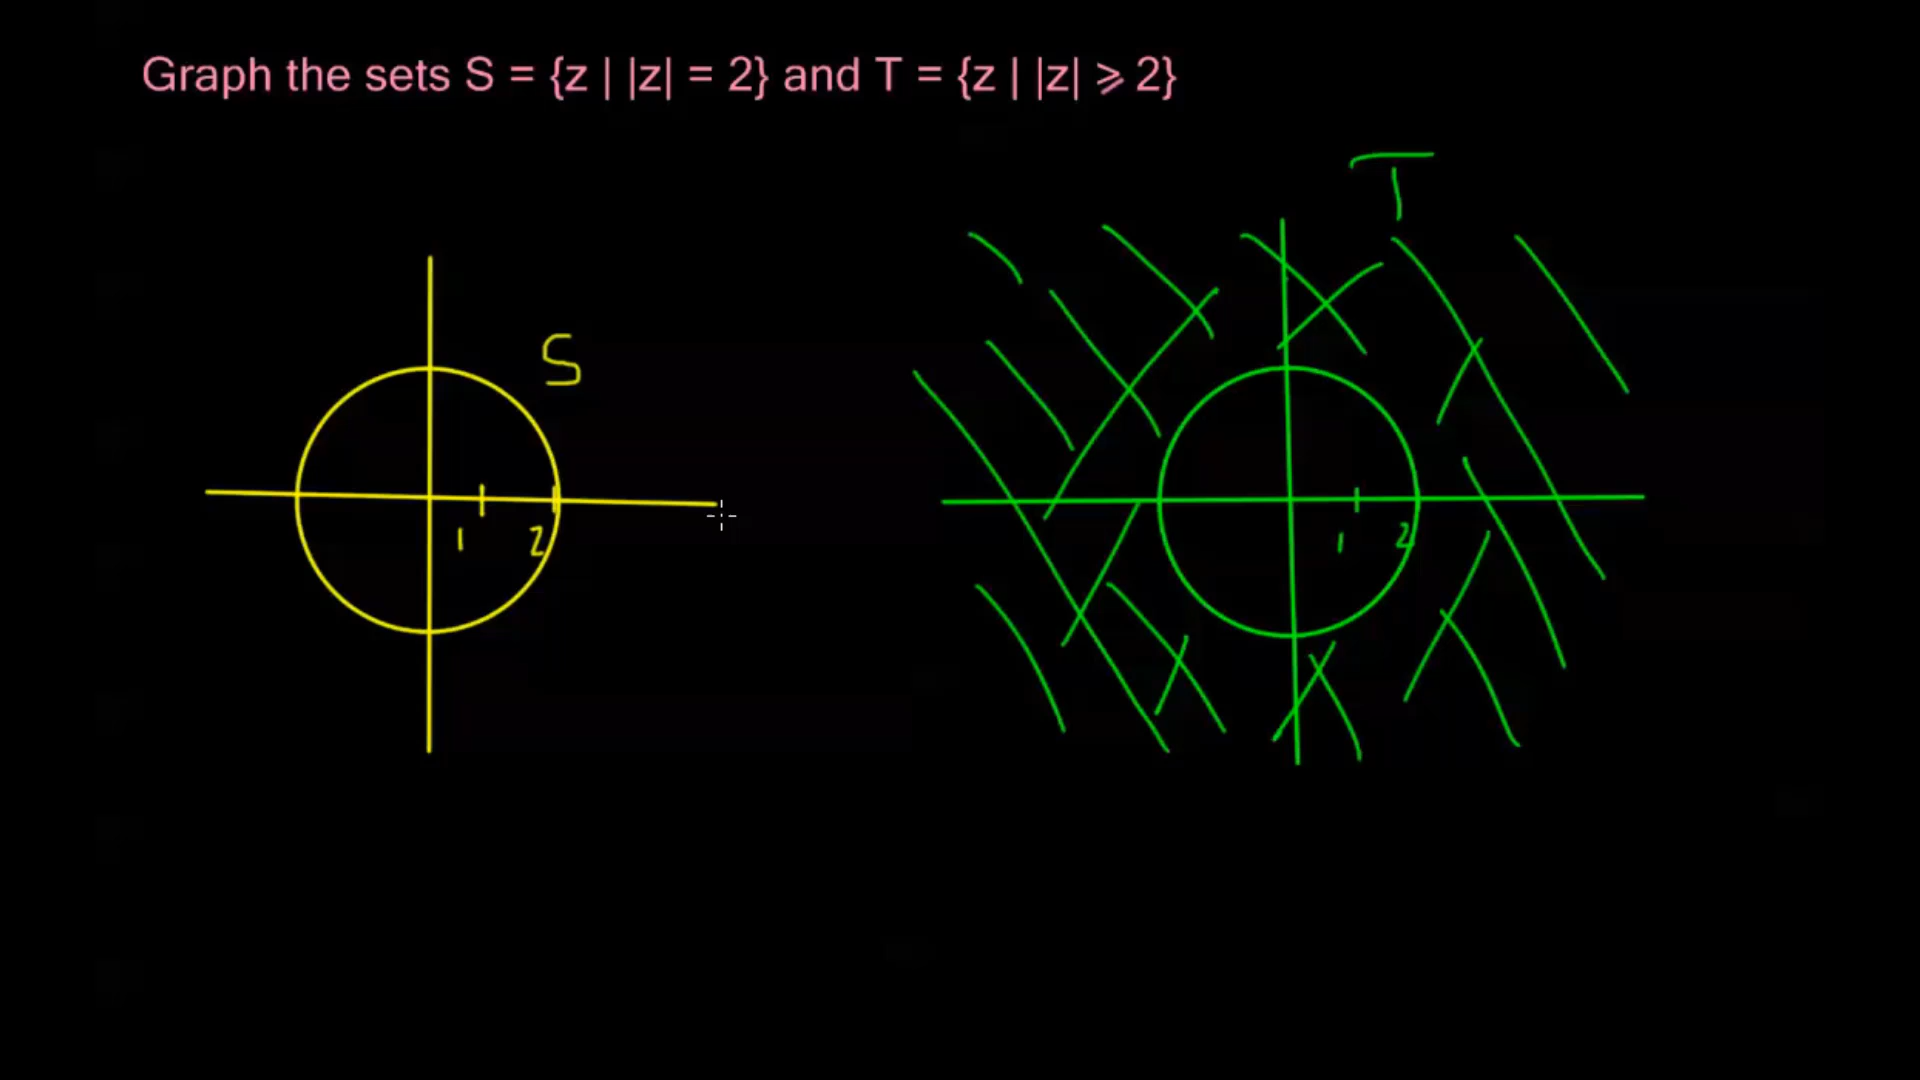 Graph the sets S = {z | |z| = 2} and T = {z | |z| ⩾ 2}
T
S
1 2
1 2